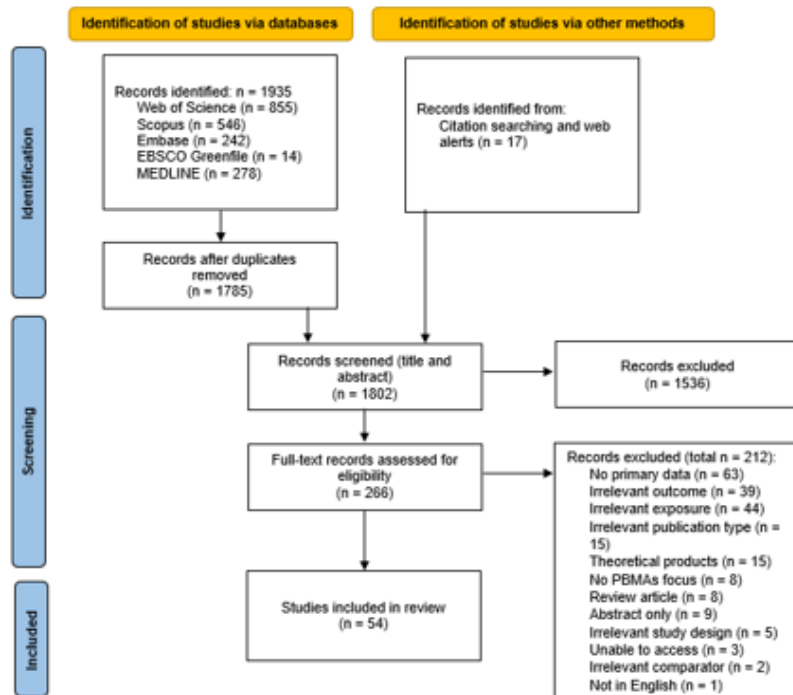 Identification of studies via databases
Identification of studies via other methods
Identification
Records identified: n = 1935
Web of Science (n = 855)
Scopus (n = 546)
Embase (n = 242)
EBSCO Greenfile (n = 14)
MEDLINE (n = 278)
Records identified from:
Citation searching and web
alerts (n = 17)
Records after duplicates
removed
(n = 1785)
Screening
Records screened (title and
abstract)
(n = 1802)
Records excluded
(n = 1536)
Full-text records assessed for
eligibility
(n = 266)
Records excluded (total n = 212):
No primary data (n = 63)
Irrelevant outcome (n = 39)
Irrelevant exposure (n = 44)
Irrelevant publication type (n =
15)
Theoretical products (n = 15)
No PBMAs focus (n = 8)
Review article (n = 8)
Abstract only (n = 9)
Irrelevant study design (n = 5)
Unable to access (n = 3)
Irrelevant comparator (n = 2)
Not in English (n = 1)
Included
Studies included in review
(n = 54)